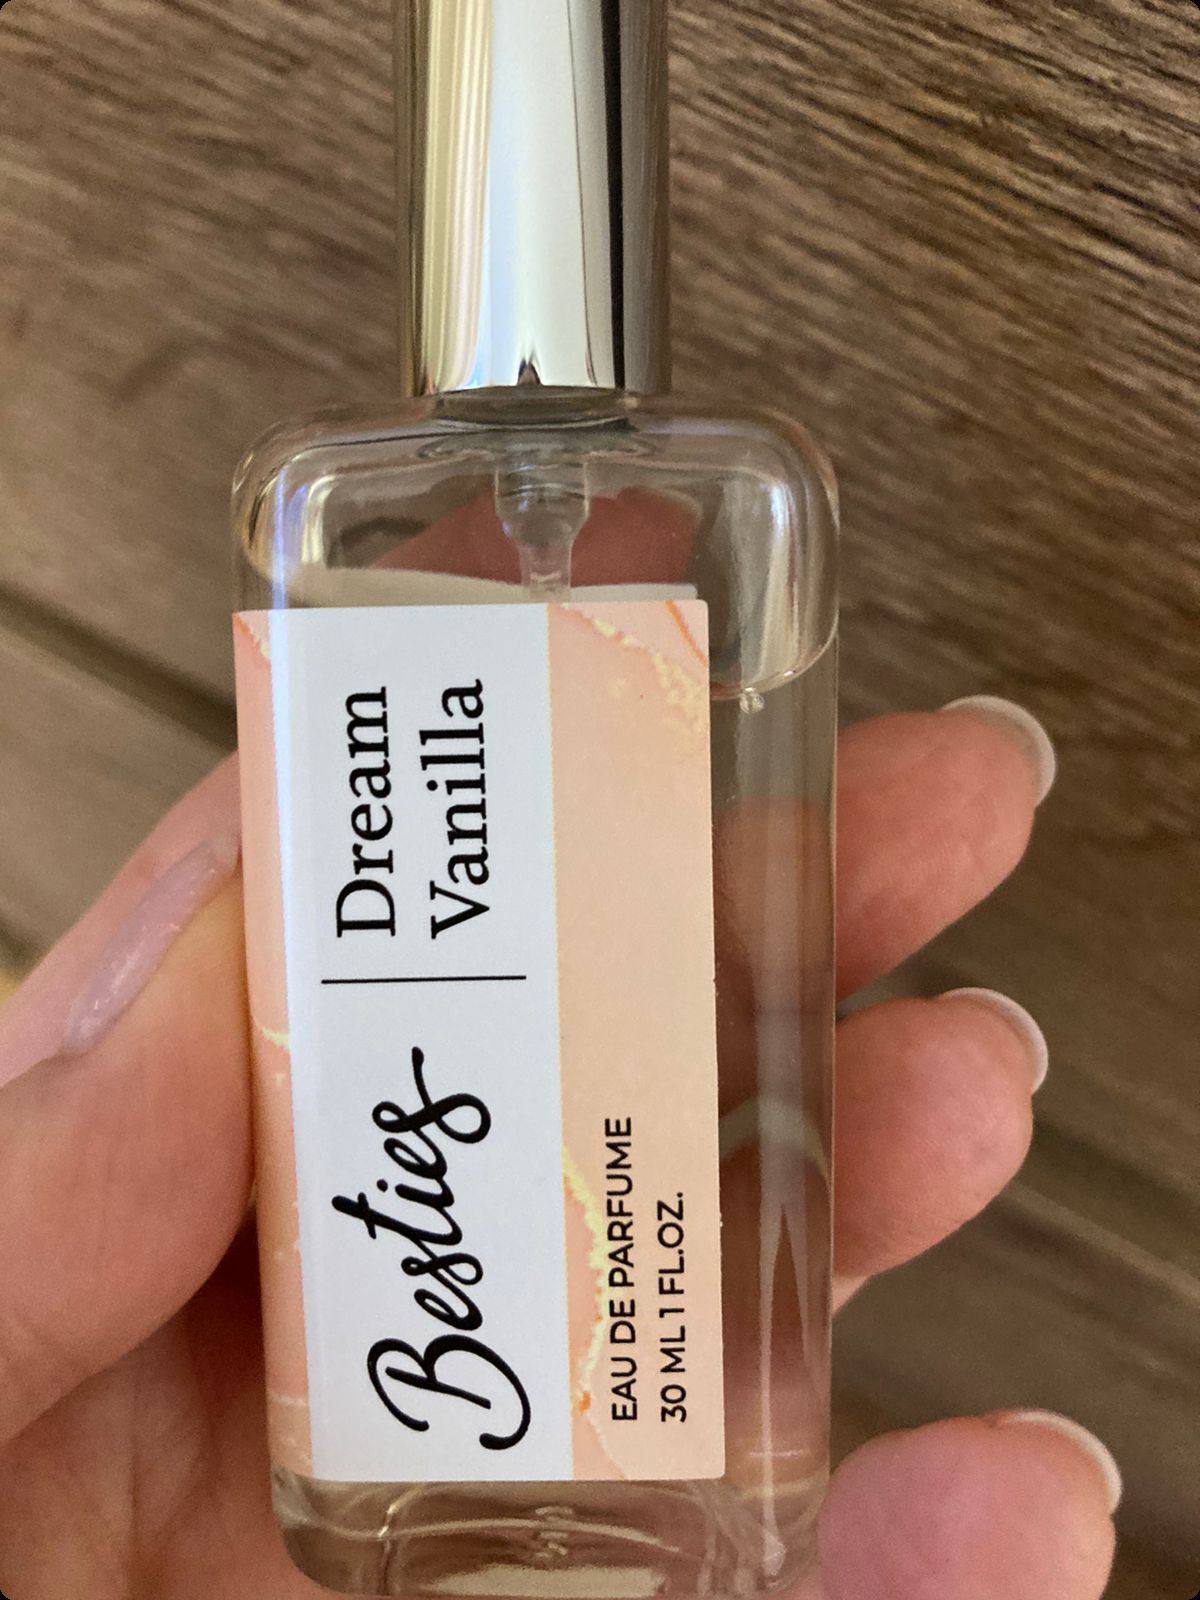 Besties
Dream
Vanilla
EAU DE PARFUME
30 ML 1 FL.OZ.